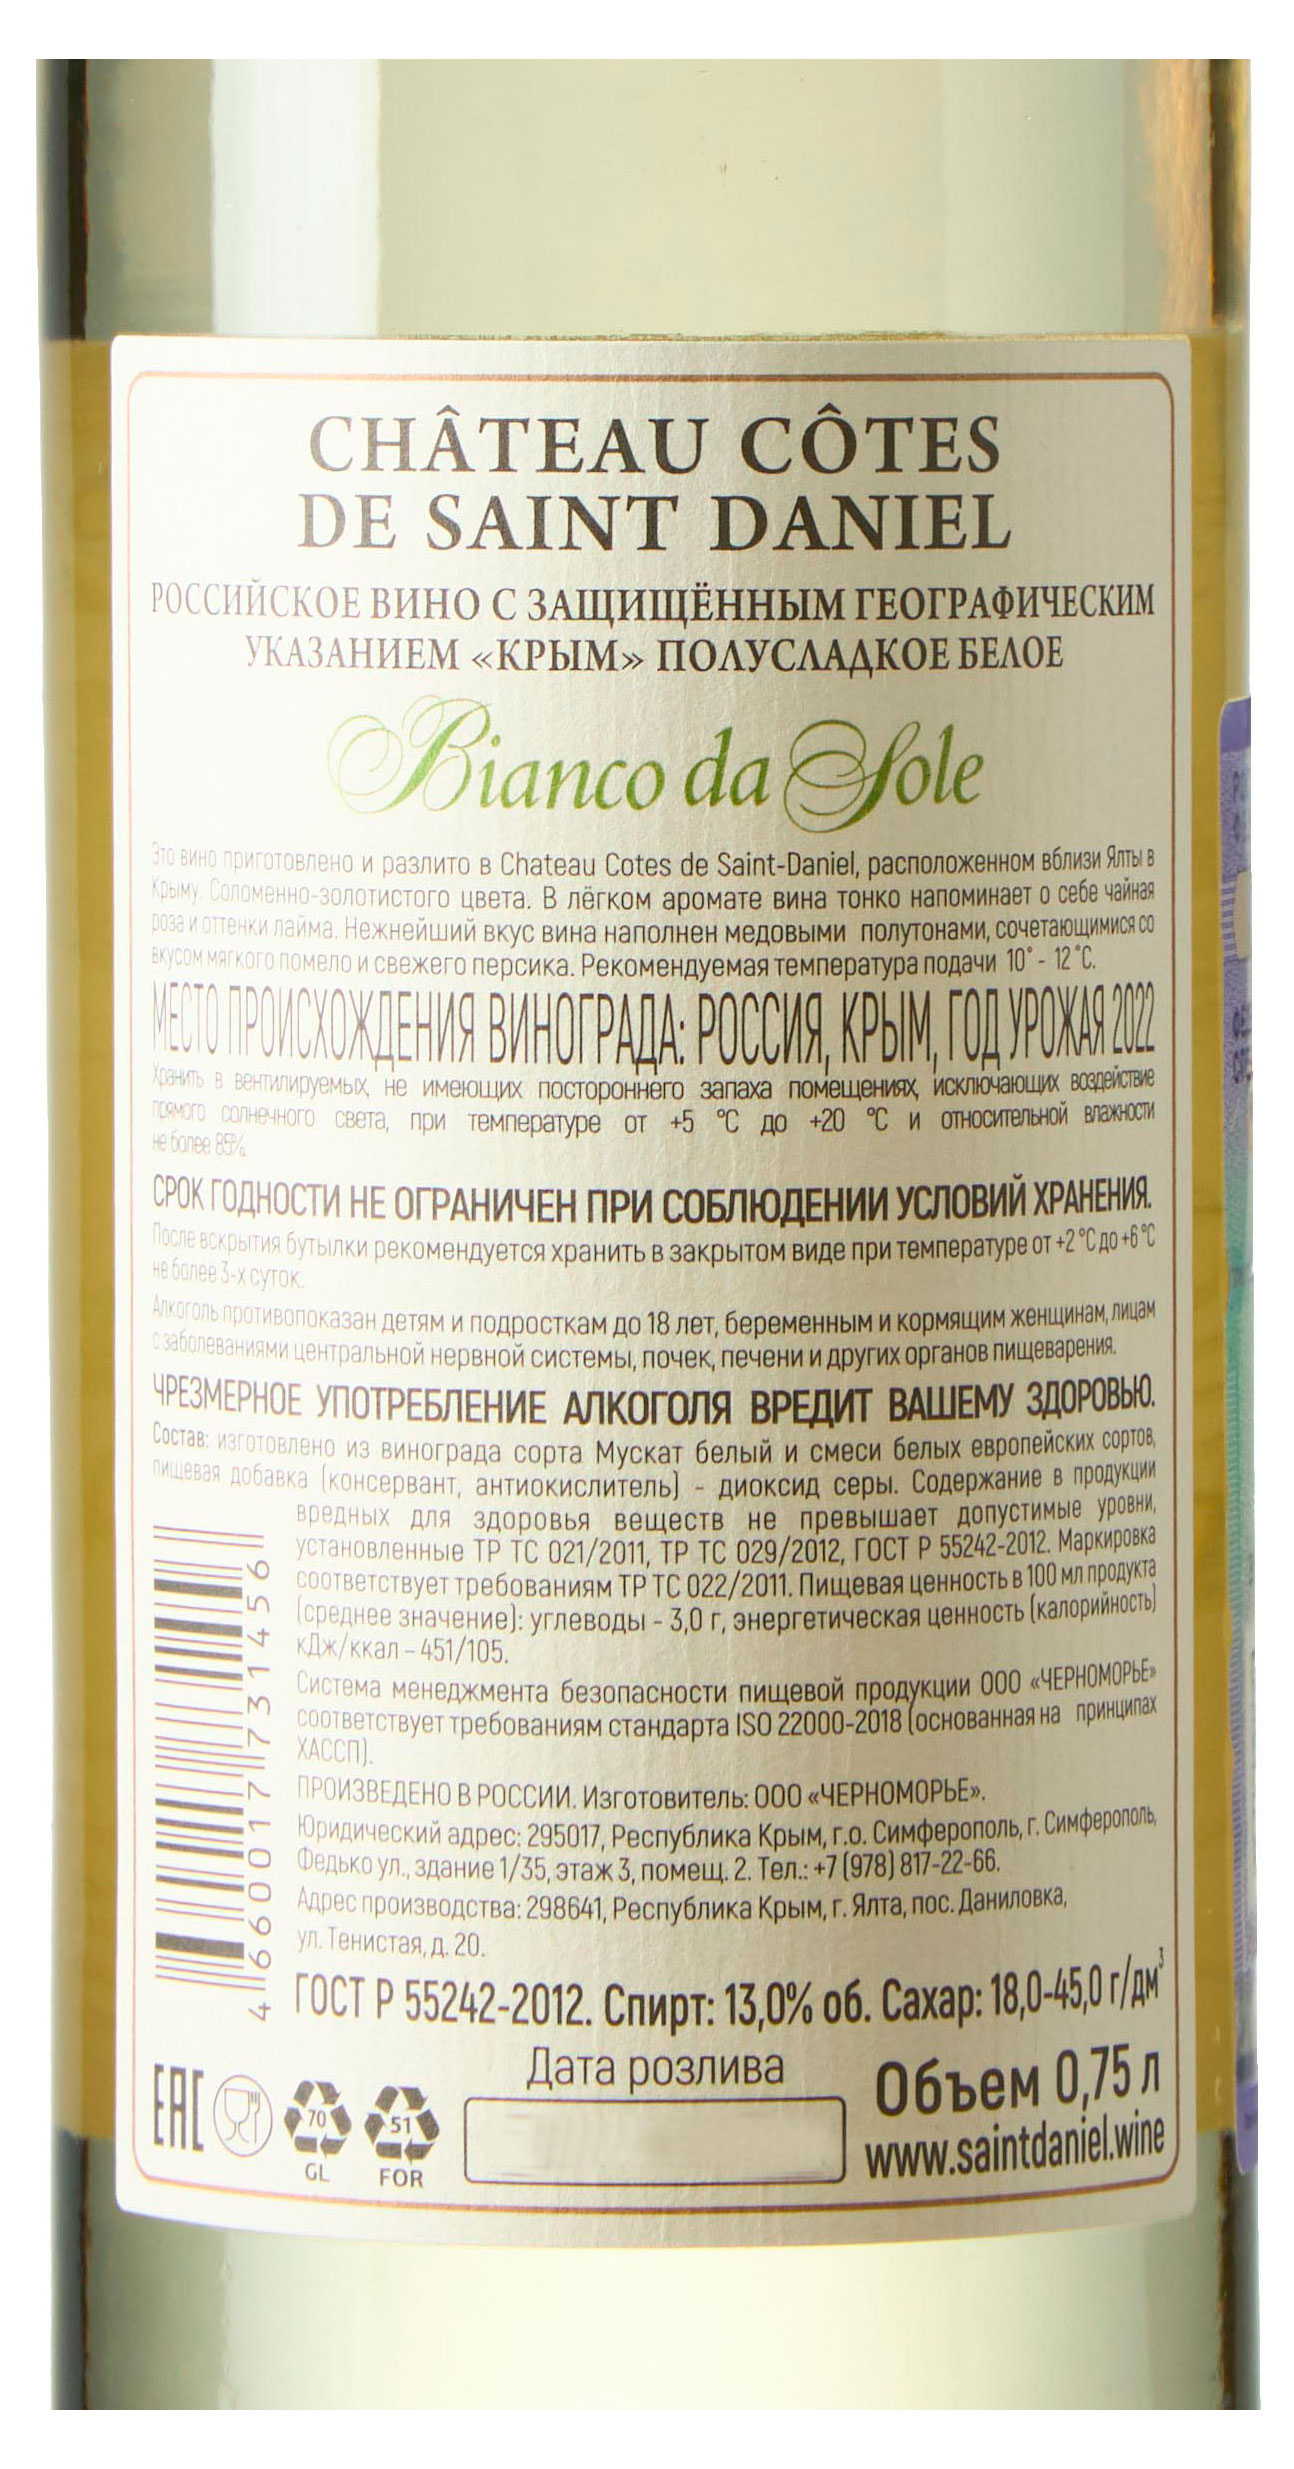 CHÂTEAU CÔTES
DE SAINT DANIEL
РОССИЙСКОЕ ВИНО С ЗАЩИЩЁННЫМ ГЕОГРАФИЧЕСКИМ
УКАЗАНИЕМ «КРЫМ» ПОЛУСЛАДКОЕ БЕЛОЕ
Bianco da Sole
Это вино приготовлено и разлито в Chateau Cotes de Saint-Daniel, расположенном вблизи Ялты в
Крыму. Соломенно-золотистого цвета. В лёгком аромате вина тонко напоминает о себе чайная
роза и оттенки лайма. Нежнейший вкус вина наполнен медовыми полутонами, сочетающимися со
вкусом мягкого помело и свежего персика. Рекомендуемая температура подачи 10° - 12 °С.
МЕСТО ПРОИСХОЖДЕНИЯ ВИНОГРАДА: РОССИЯ, КРЫМ, ГОД УРОЖАЯ 2022
Хранить в вентилируемых, не имеющих постороннего запаха помещениях, исключающих воздействие
прямого солнечного света, при температуре от +5 °С до +20 °С и относительной влажности
не более 85%.
СРОК ГОДНОСТИ НЕ ОГРАНИЧЕН ПРИ СОБЛЮДЕНИИ УСЛОВИЙ ХРАНЕНИЯ.
После вскрытия бутылки рекомендуется хранить в закрытом виде при температуре от +2 °С до +6 °С
не более 3-х суток.
Алкоголь противопоказан детям и подросткам до 18 лет, беременным и кормящим женщинам, лицам
с заболеваниями центральной нервной системы, почек, печени и других органов пищеварения.
ЧРЕЗМЕРНОЕ УПОТРЕБЛЕНИЕ АЛКОГОЛЯ ВРЕДИТ ВАШЕМУ ЗДОРОВЬЮ.
Состав: изготовлено из винограда сорта Мускат белый и смеси белых европейских сортов,
пищевая добавка (консервант, антиокислитель) - диоксид серы. Содержание в продукции
вредных для здоровья веществ не превышает допустимые уровни,
установленные ТР ТС 021/2011, ТР ТС 029/2012, ГОСТ Р 55242-2012. Маркировка
соответствует требованиям ТР ТС 022/2011. Пищевая ценность в 100 мл продукта
(среднее значение): углеводы - 3,0 г, энергетическая ценность (калорийность)
кДж/ккал – 451/105.
Система менеджмента безопасности пищевой продукции ООО «ЧЕРНОМОРЬЕ»
соответствует требованиям стандарта ISO 22000-2018 (основанная на принципах
ХАССП).
ПРОИЗВЕДЕНО В РОССИИ. Изготовитель: ООО «ЧЕРНОМОРЬЕ».
Юридический адрес: 295017, Республика Крым, г.о. Симферополь, г. Симферополь,
Федько ул., здание 1/35, этаж 3, помещ. 2. Тел.: +7 (978) 817-22-66.
Адрес производства: 298641, Республика Крым, г. Ялта, пос. Даниловка,
ул. Тенистая, д. 20.
4 660017 731456
ГОСТ Р 55242-2012. Спирт: 13,0% об. Сахар: 18,0-45,0 г/дм³
Дата розлива
Объем 0,75 л
www.saintdaniel.wine
EAC
70
GL
51
FOR